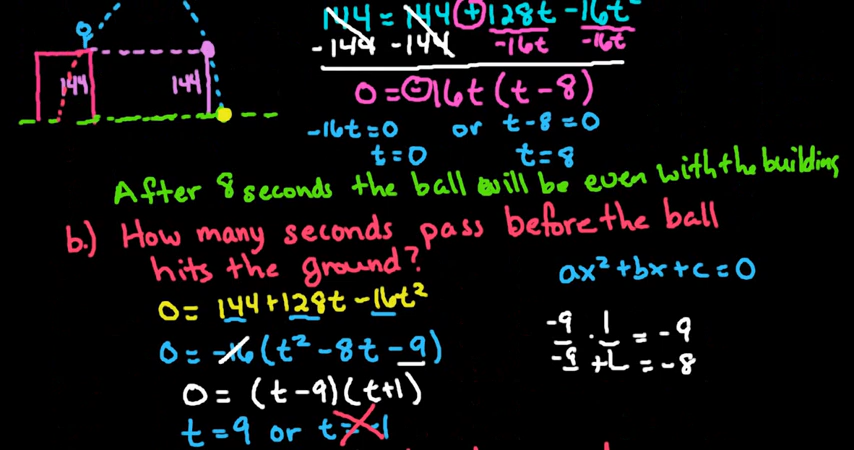 144 = 144 + 128t - 16t²
-144 -144 -16t -16t
0 = -16t (t - 8)
-16t = 0 or t - 8 = 0
t = 0 t = 8
144 144
After 8 seconds the ball will be even with the building
b.) How many seconds pass before the ball
hits the ground?
ax² + bx + c = 0
0 = 144 + 128t - 16t²
0 = -16 (t² - 8t - 9)
0 = (t - 9)(t + 1)
t = 9 or t = -1
-9 · 1 = -9
-9 + 1 = -8